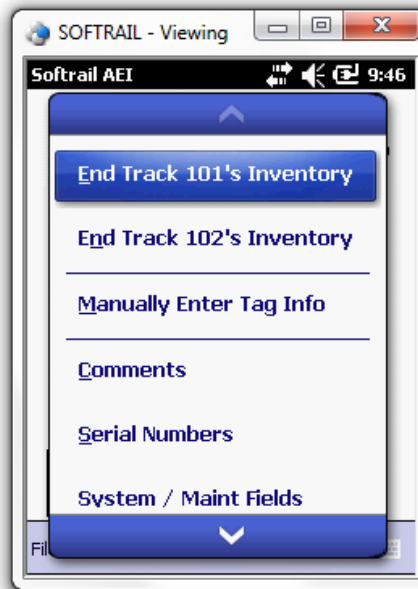 SOFTRAIL - Viewing
Softrail AEI 9:46
End Track 101's Inventory
End Track 102's Inventory
Manually Enter Tag Info
Comments
Serial Numbers
System / Maint Fields
Fil